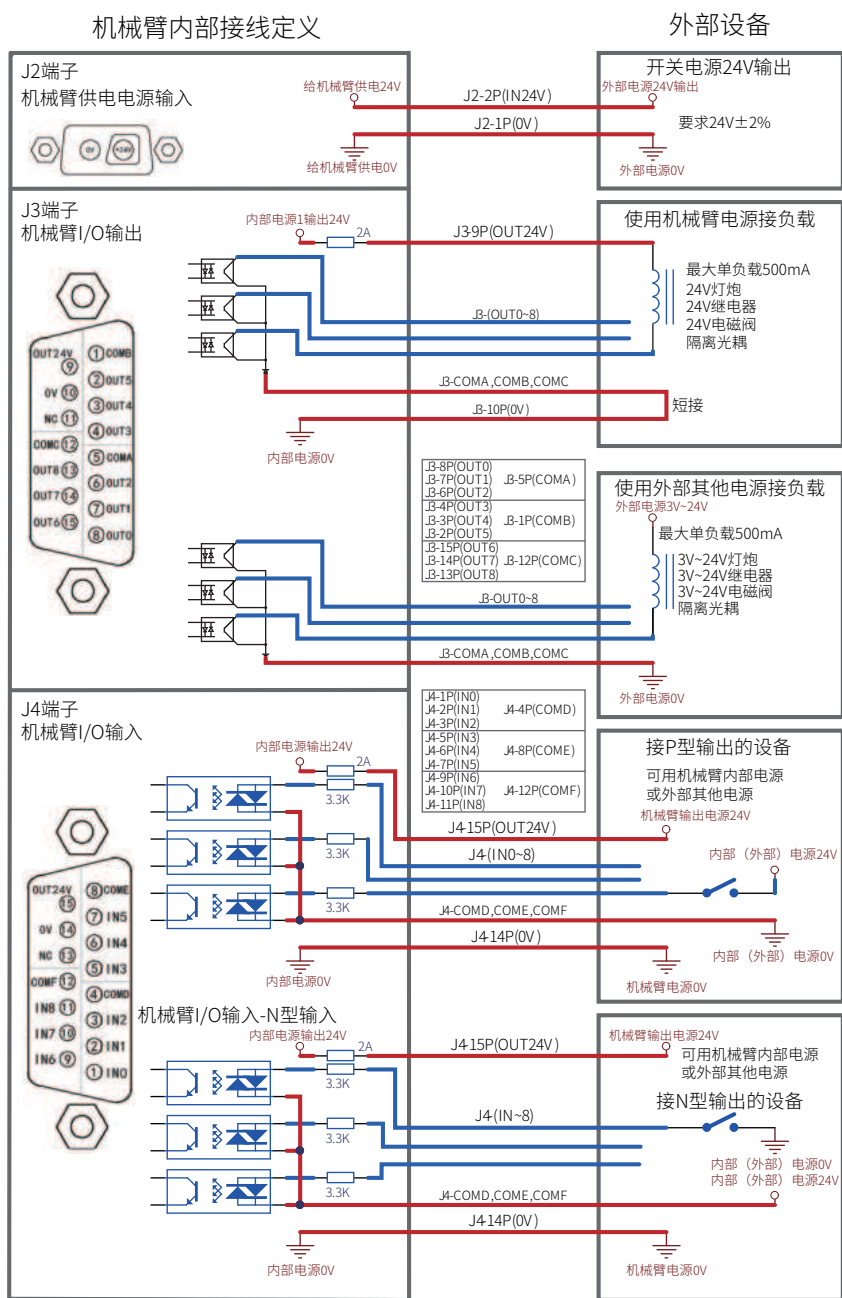 机械臂内部接线定义
外部设备
J2端子
机械臂供电电源输入
0V
+24V
给机械臂供电24V
给机械臂供电0V
J2-2P(IN24V)
J2-1P(0V)
开关电源24V输出
外部电源24V输出
要求24V±2%
外部电源0V
J3端子
机械臂I/O输出
内部电源1输出24V
2A
J3-9P(OUT24V)
J3-(OUT0~8)
J3-COMA,COMB,COMC
J3-10P(0V)
内部电源0V
使用机械臂电源接负载
最大单负载500mA
24V灯炮
24V继电器
24V电磁阀
隔离光耦
短接
OUT24V
⑨
0V⑩
NC⑪
COMC⑫
OUT8⑬
OUT7⑭
OUT6⑮
①COMB
②OUT5
③OUT4
④OUT3
⑤COMA
⑥OUT2
⑦OUT1
⑧OUT0
J3-8P(OUT0)
J3-7P(OUT1) J3-5P(COMA)
J3-6P(OUT2)
J3-4P(OUT3)
J3-3P(OUT4) J3-1P(COMB)
J3-2P(OUT5)
J3-15P(OUT6)
J3-14P(OUT7) J3-12P(COMC)
J3-13P(OUT8)
使用外部其他电源接负载
外部电源3V~24V
最大单负载500mA
3V~24V灯炮
3V~24V继电器
3V~24V电磁阀
隔离光耦
J3-OUT0~8
J3-COMA,COMB,COMC
外部电源0V
J4端子
机械臂I/O输入
J4-1P(IN0)
J4-2P(IN1) J4-4P(COMD)
J4-3P(IN2)
J4-5P(IN3)
J4-6P(IN4) J4-8P(COME)
J4-7P(IN5)
J4-9P(IN6)
J4-10P(IN7) J4-12P(COMF)
J4-11P(IN8)
内部电源输出24V
2A
3.3K
3.3K
3.3K
J4-15P(OUT24V)
J4-(IN0~8)
J4-COMD,COME,COMF
J4-14P(0V)
内部电源0V
接P型输出的设备
可用机械臂内部电源
或外部其他电源
机械臂输出电源24V
内部（外部）电源24V
内部（外部）电源0V
机械臂电源0V
OUT24V
⑮
0V⑭
NC⑬
COMF⑫
IN8⑪
IN7⑩
IN6⑨
⑧COME
⑦IN5
⑥IN4
⑤IN3
④COMD
③IN2
②IN1
①IN0
机械臂I/O输入-N型输入
内部电源输出24V
2A
3.3K
3.3K
3.3K
J4-15P(OUT24V)
J4-(IN~8)
J4-COMD,COME,COMF
J4-14P(0V)
内部电源0V
机械臂输出电源24V
可用机械臂内部电源
或外部其他电源
接N型输出的设备
内部（外部）电源0V
内部（外部）电源24V
机械臂电源0V